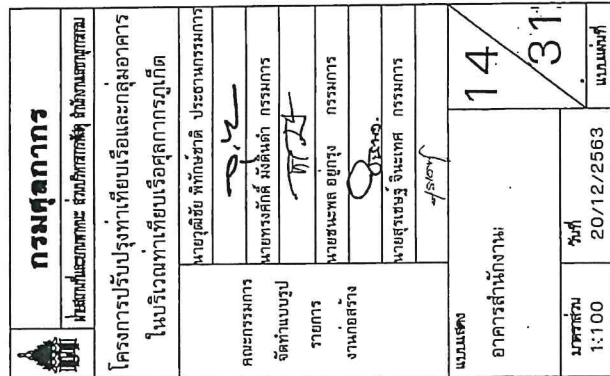 กรมศุลกากร
ฝ่ายสถานที่และยานพาหนะ ส่วนบริหารการพัสดุ สำนักงานเลขานุการกรม
โครงการปรับปรุงท่าเทียบเรือและกลุ่มอาคาร
ในบริเวณท่าเทียบเรือศุลกากรภูเก็ต
คณะกรรมการ
จัดทำแบบรูป
รายการ
งานก่อสร้าง
นายวุฒิชัย พิทักษ์ชาติ ประธานกรรมการ
นายทรงศักดิ์ มั่งตินดำ กรรมการ
นายชนะพล อยู่กรุง กรรมการ
นายสุรเชษฐ์ จินะเทศ กรรมการ
แบบแสดง
อาคารสำนักงาน
14
31
มาตราส่วน
1:100
วันที่
20/12/2563
แบบแผ่นที่